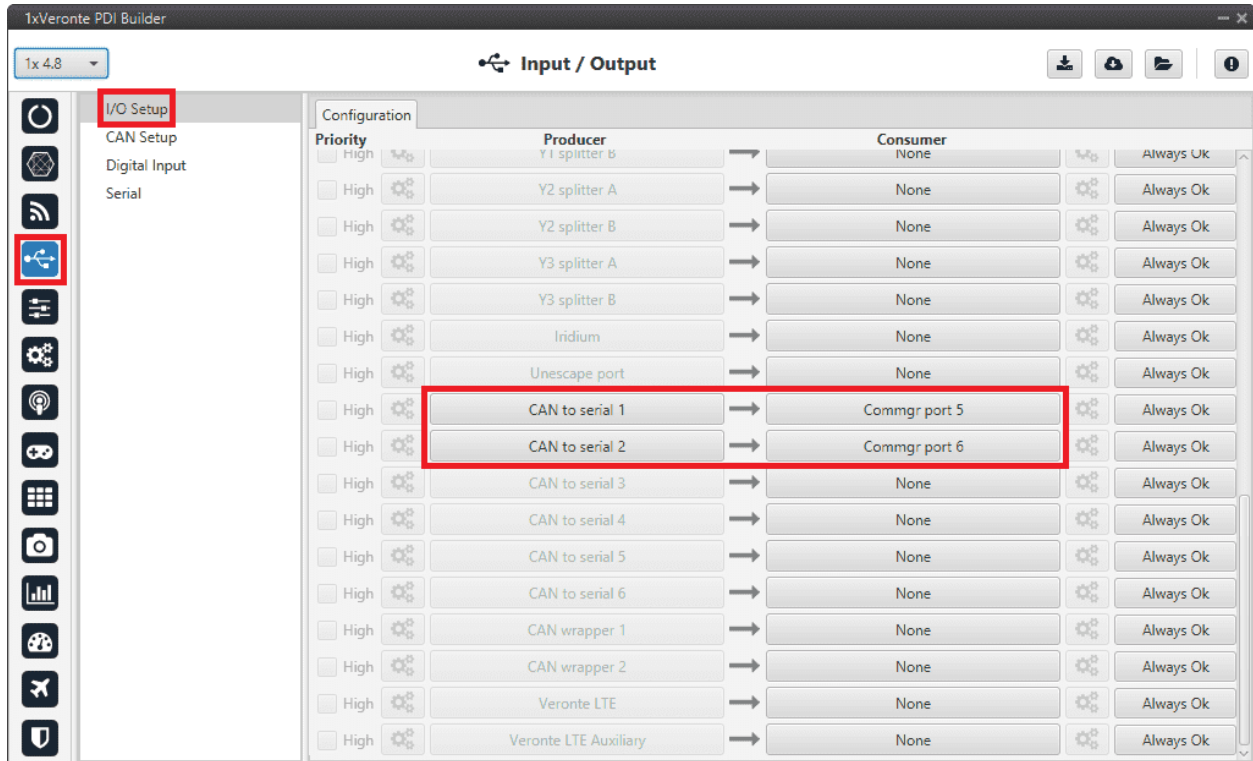 1xVeronte PDI Builder
1x 4.8
Input / Output
I/O Setup
CAN Setup
Digital Input
Serial
Configuration
Priority Producer Consumer
High Y1 splitter B None Always Ok
High Y2 splitter A None Always Ok
High Y2 splitter B None Always Ok
High Y3 splitter A None Always Ok
High Y3 splitter B None Always Ok
High Iridium None Always Ok
High Unescape port None Always Ok
High CAN to serial 1 Commgr port 5 Always Ok
High CAN to serial 2 Commgr port 6 Always Ok
High CAN to serial 3 None Always Ok
High CAN to serial 4 None Always Ok
High CAN to serial 5 None Always Ok
High CAN to serial 6 None Always Ok
High CAN wrapper 1 None Always Ok
High CAN wrapper 2 None Always Ok
High Veronte LTE None Always Ok
High Veronte LTE Auxiliary None Always Ok